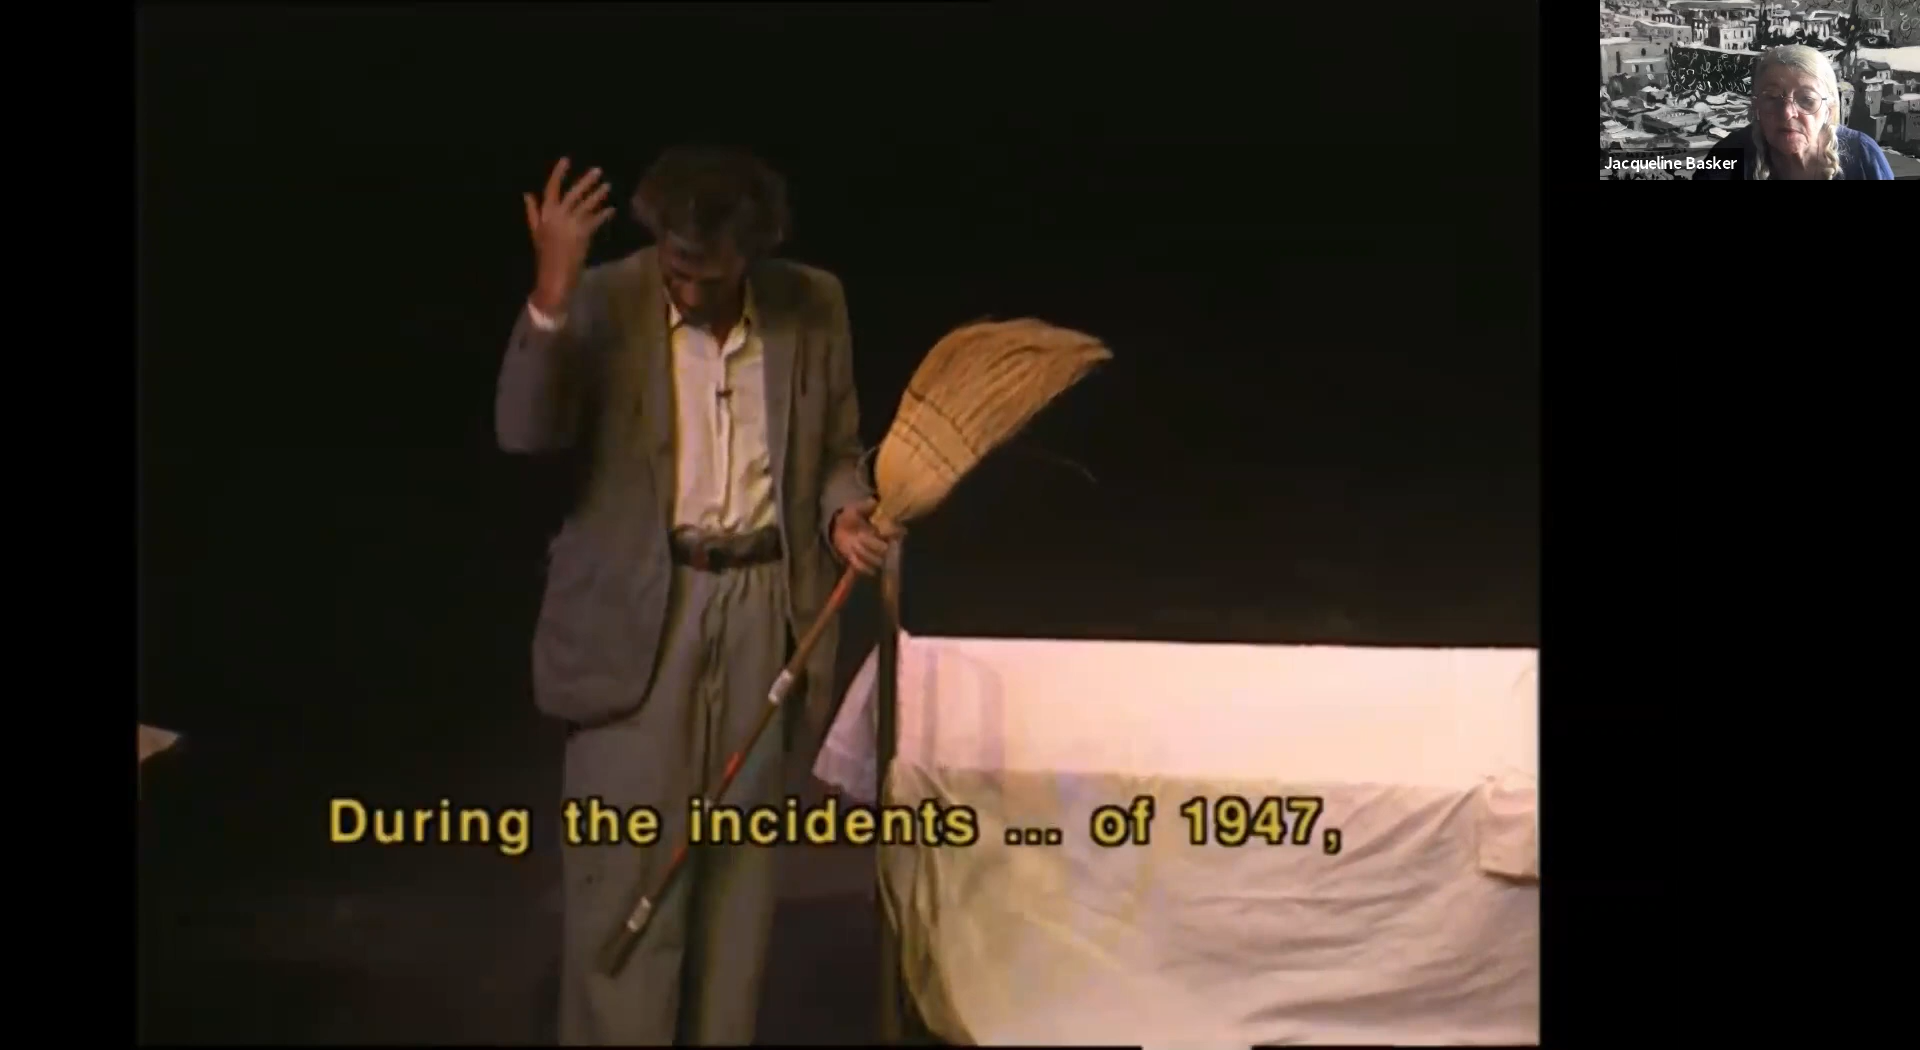 Jacqueline Basker
During the incidents ... of 1947,